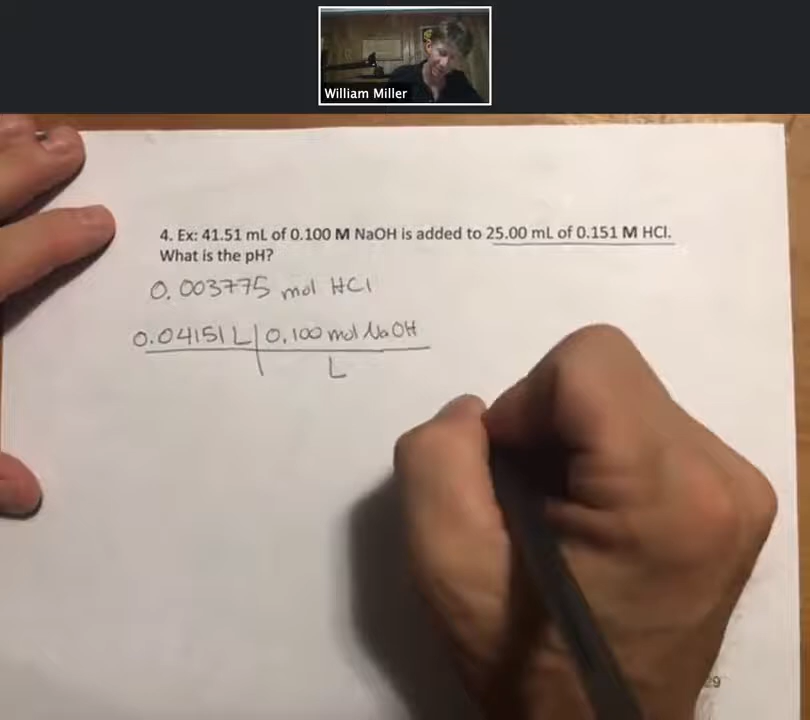 William Miller
4. Ex: 41.51 mL of 0.100 M NaOH is added to 25.00 mL of 0.151 M HCl.
What is the pH?
0.003775 mol HCl
0.04151 L | 0.100 mol NaOH
L
29